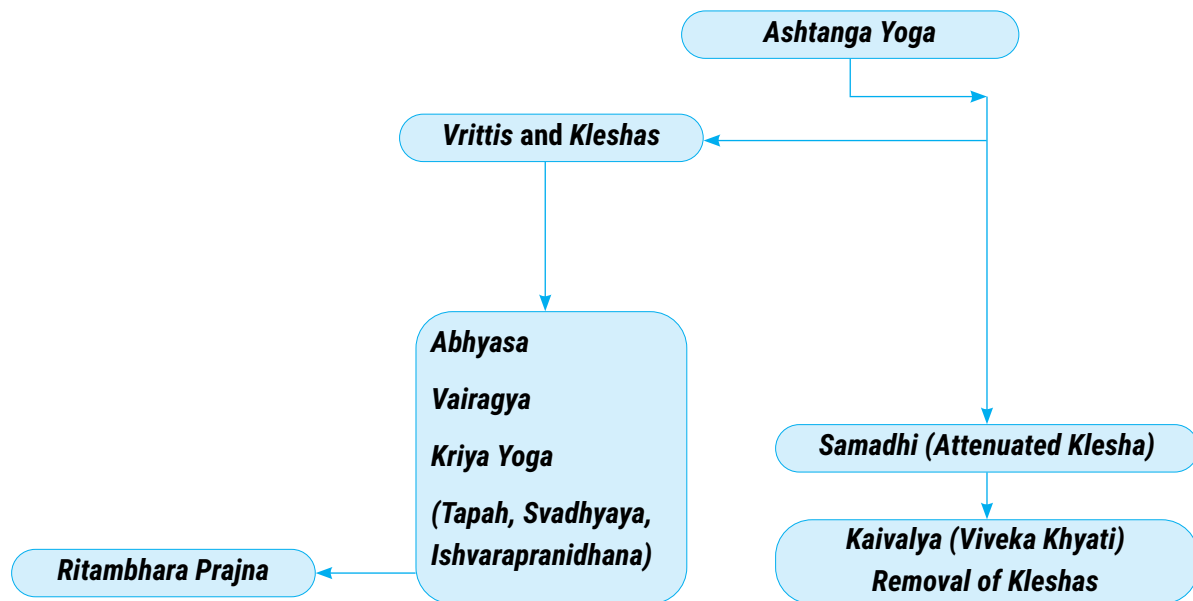 Ashtanga Yoga
Vrittis and Kleshas
Abhyasa
Vairagya
Kriya Yoga
(Tapah, Svadhyaya,
Ishvarapranidhana)
Ritambhara Prajna
Samadhi (Attenuated Klesha)
Kaivalya (Viveka Khyati)
Removal of Kleshas